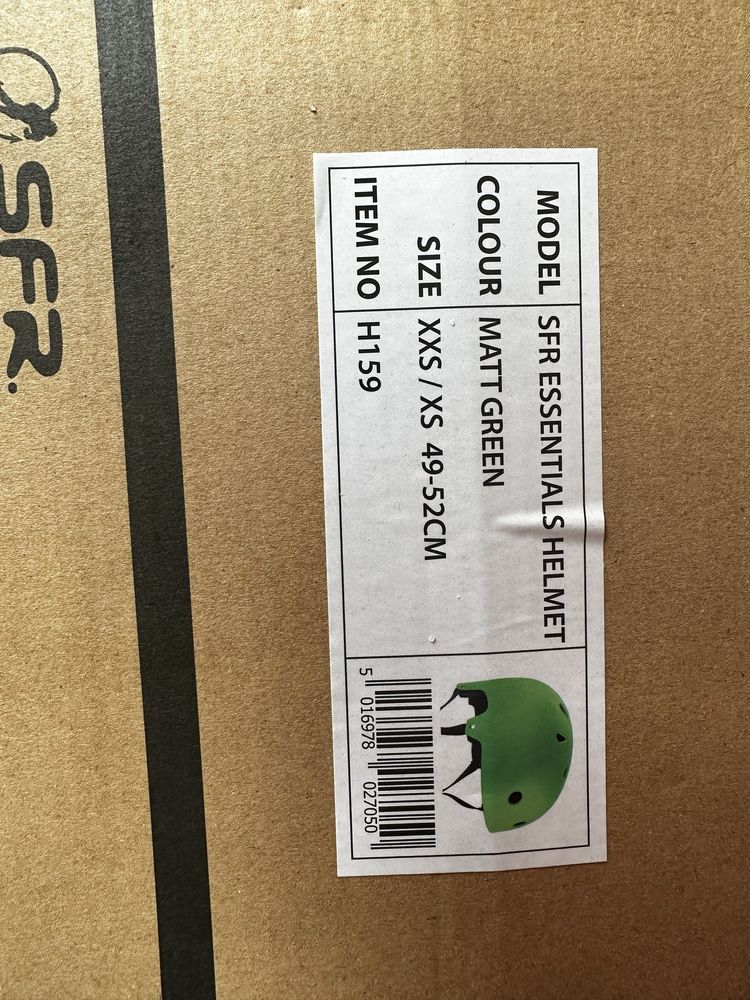 MODEL SFR ESSENTIALS HELMET
COLOUR MATT GREEN
SIZE XXS / XS 49-52CM
ITEM NO H159
5 016978 027050
SFR.